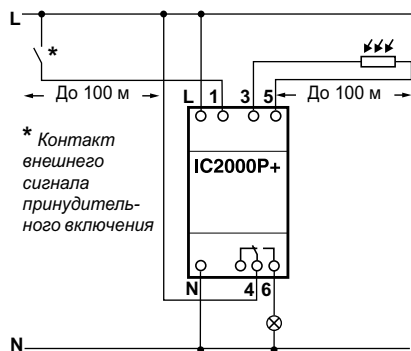 L
*
До 100 м
L 1 3 5
До 100 м
* Контакт
внешнего
сигнала
принудитель-
ного включения
IC2000P+
N 4 6
N